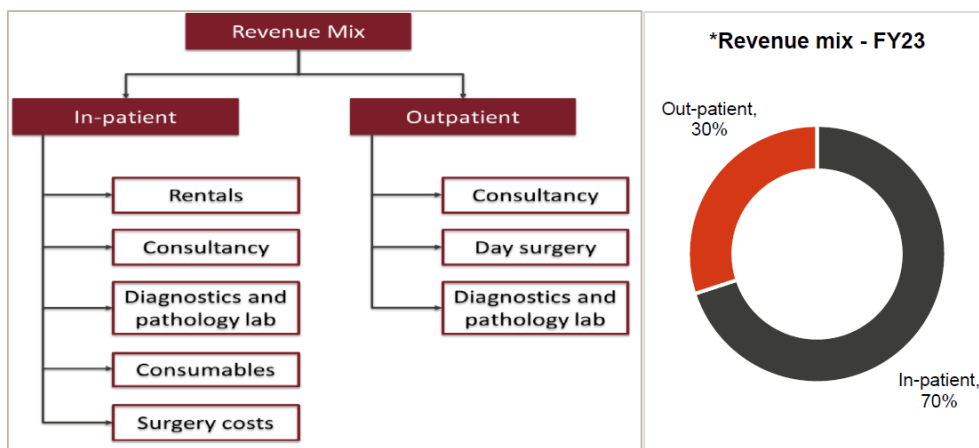 Revenue Mix
In-patient
Rentals
Consultancy
Diagnostics and
pathology lab
Consumables
Surgery costs
Outpatient
Consultancy
Day surgery
Diagnostics and
pathology lab
*Revenue mix - FY23
Out-patient,
30%
In-patient,
70%